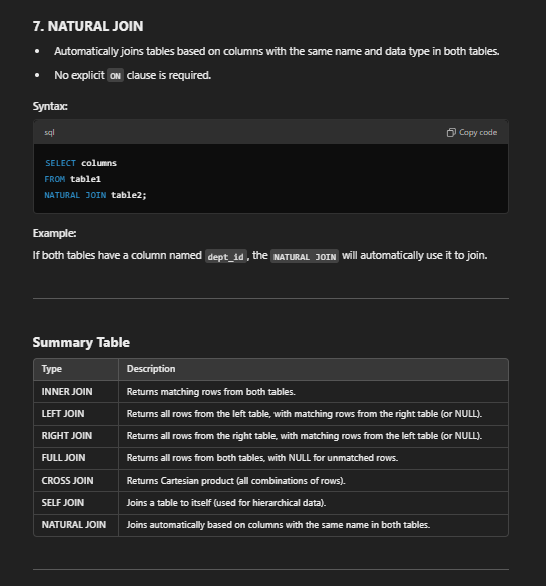 7. NATURAL JOIN
• Automatically joins tables based on columns with the same name and data type in both tables.
• No explicit ON clause is required.
Syntax:
sql Copy code
SELECT columns
FROM table1
NATURAL JOIN table2;
Example:
If both tables have a column named dept_id, the NATURAL JOIN will automatically use it to join.
Summary Table
Type Description
INNER JOIN Returns matching rows from both tables.
LEFT JOIN Returns all rows from the left table, with matching rows from the right table (or NULL).
RIGHT JOIN Returns all rows from the right table, with matching rows from the left table (or NULL).
FULL JOIN Returns all rows from both tables, with NULL for unmatched rows.
CROSS JOIN Returns Cartesian product (all combinations of rows).
SELF JOIN Joins a table to itself (used for hierarchical data).
NATURAL JOIN Joins automatically based on columns with the same name in both tables.